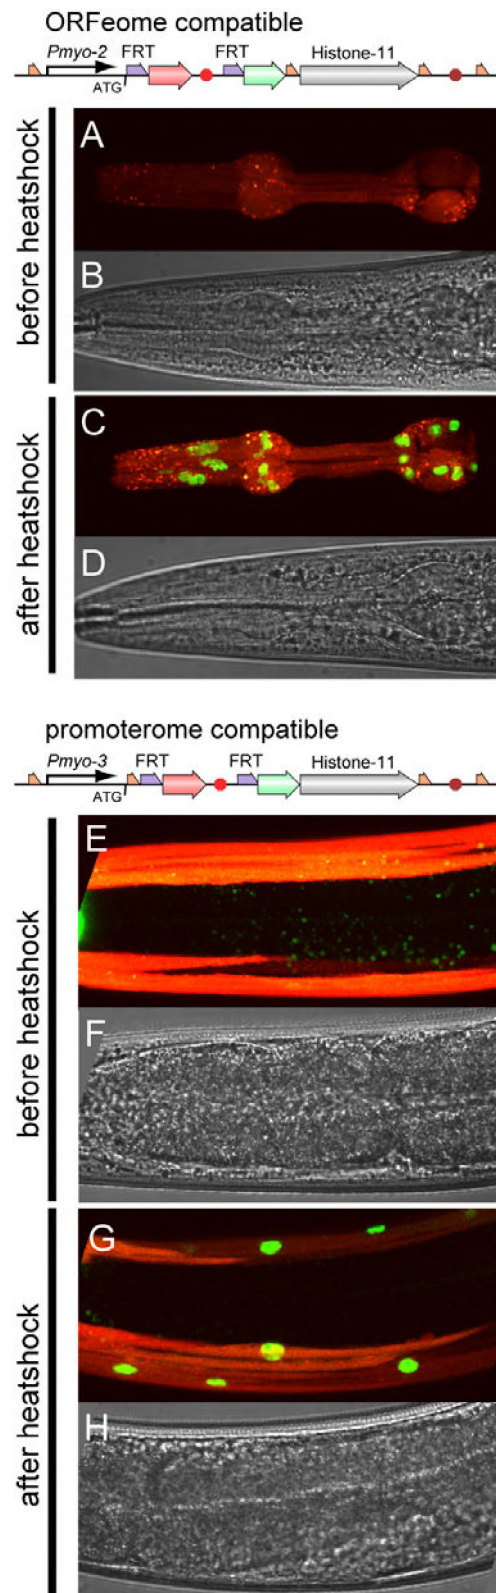 ORFeome compatible
Pmyo-2 FRT FRT Histone-11
ATG
before heatshock
A
B
after heatshock
C
D
promoterome compatible
Pmyo-3 FRT FRT Histone-11
ATG
before heatshock
E
F
after heatshock
G
H